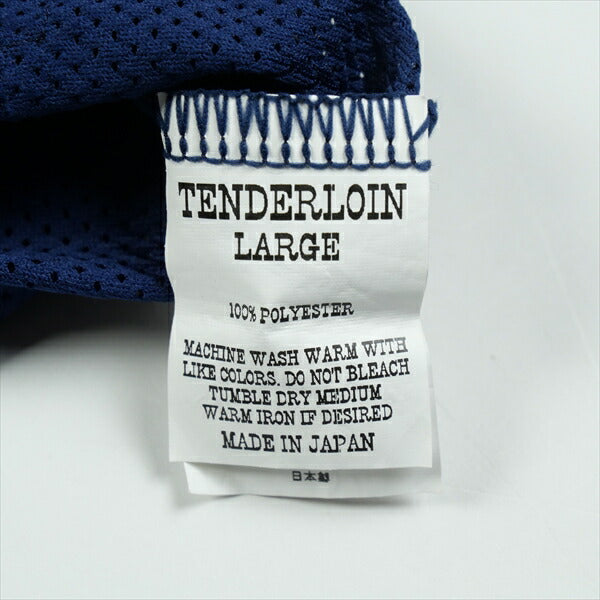 TENDERLOIN
LARGE
100% POLYESTER
MACHINE WASH WARM WITH
LIKE COLORS. DO NOT BLEACH
TUMBLE DRY MEDIUM
WARM IRON IF DESIRED
MADE IN JAPAN
日本製